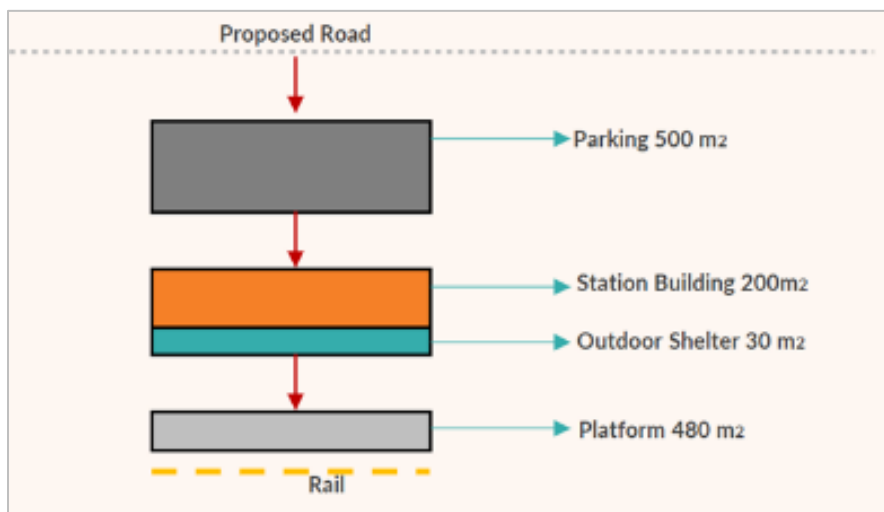 Proposed Road
Parking 500 m2
Station Building 200m2
Outdoor Shelter 30 m2
Platform 480 m2
Rail